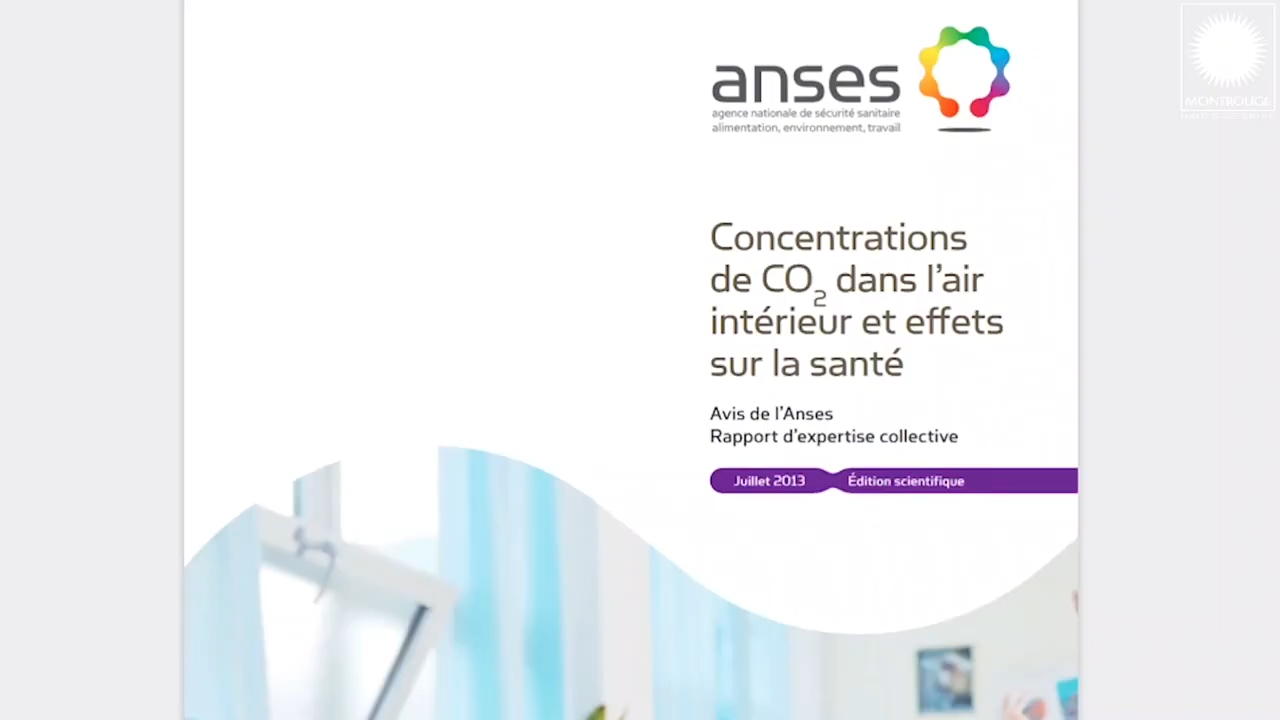 anses
agence nationale de sécurité sanitaire
alimentation, environnement, travail
Concentrations
de CO2 dans l'air
intérieur et effets
sur la santé
Avis de l'Anses
Rapport d'expertise collective
Juillet 2013 Édition scientifique
MONTROUGE